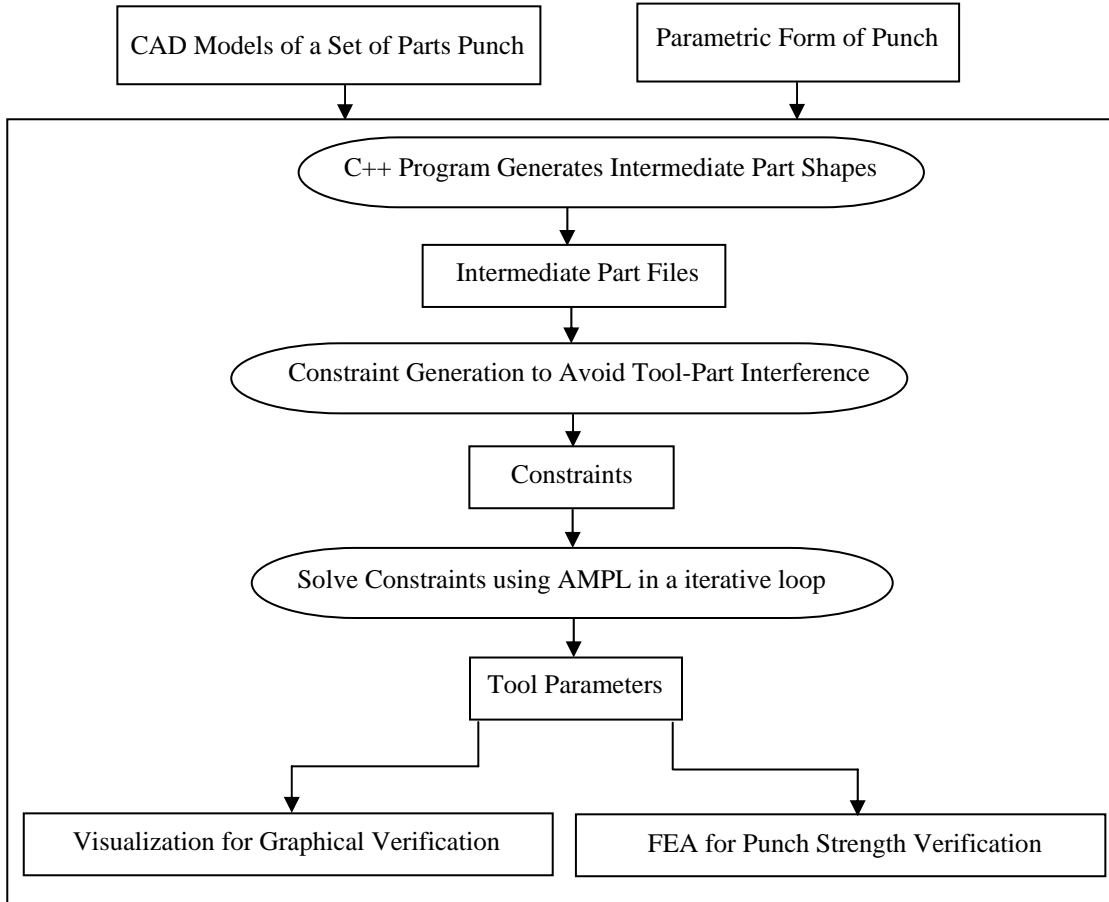 CAD Models of a Set of Parts Punch
Parametric Form of Punch
C++ Program Generates Intermediate Part Shapes
Intermediate Part Files
Constraint Generation to Avoid Tool-Part Interference
Constraints
Solve Constraints using AMPL in a iterative loop
Tool Parameters
Visualization for Graphical Verification
FEA for Punch Strength Verification